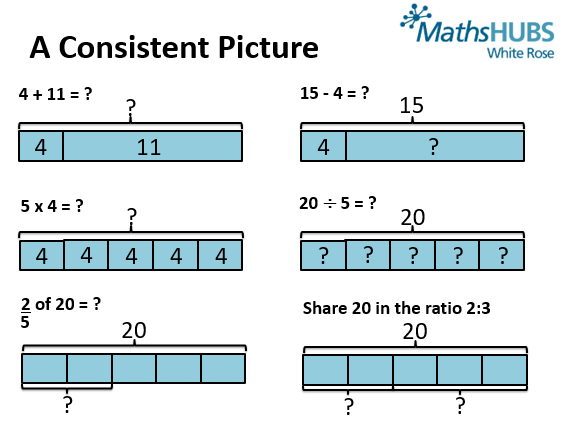 MathsHUBS
White Rose
A Consistent Picture
4 + 11 = ?
?
4 11
15 - 4 = ?
15
4 ?
5 x 4 = ?
?
4 4 4 4 4
20 ÷ 5 = ?
20
? ? ? ? ?
2/5 of 20 = ?
20
?
Share 20 in the ratio 2:3
20
? ?